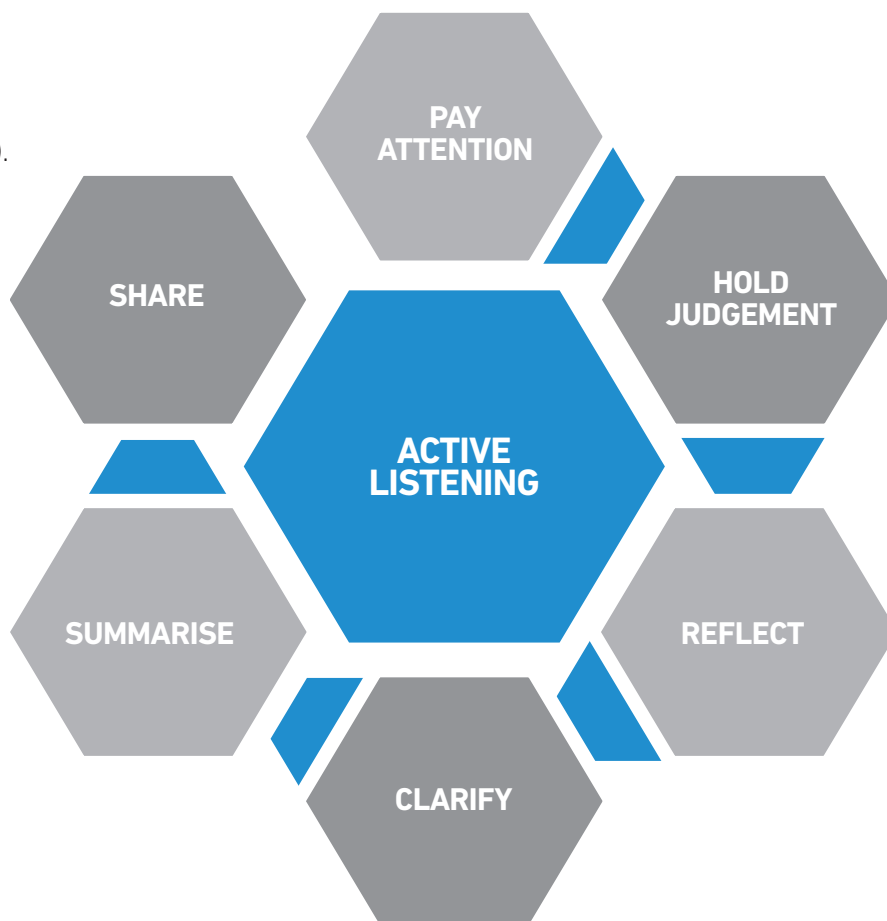 ).
PAY
ATTENTION
HOLD
JUDGEMENT
REFLECT
CLARIFY
SUMMARISE
SHARE
ACTIVE
LISTENING